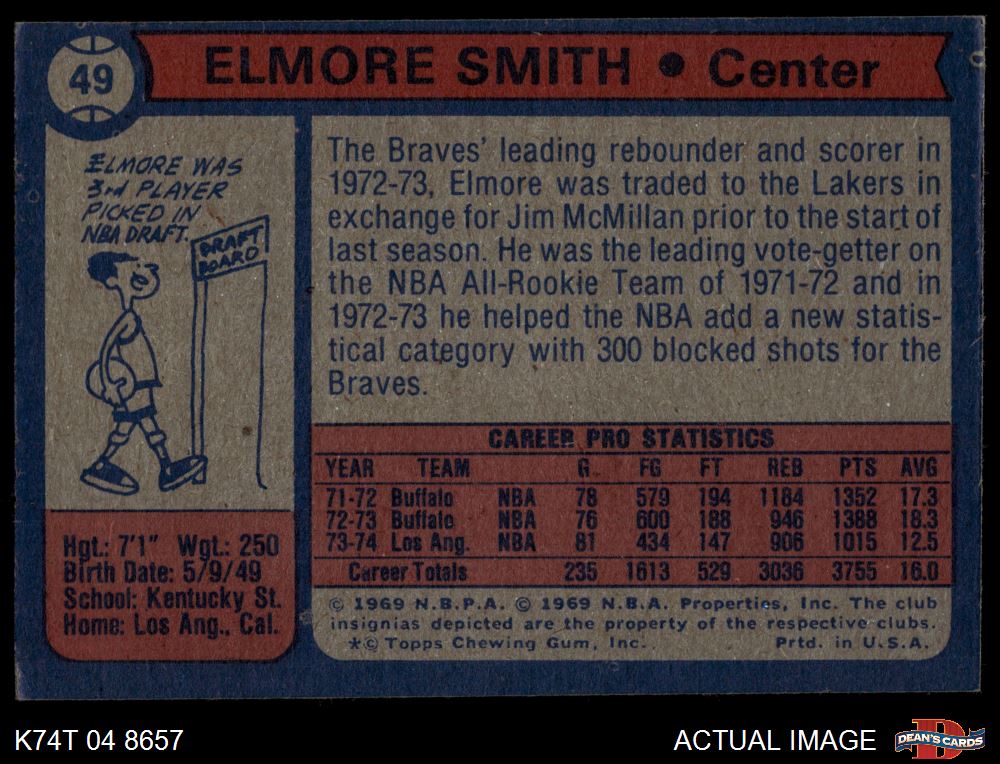 49
ELMORE SMITH • Center
ELMORE WAS
3rd PLAYER
PICKED IN
NBA DRAFT.
DRAFT
BOARD
The Braves' leading rebounder and scorer in
1972-73, Elmore was traded to the Lakers in
exchange for Jim McMillan prior to the start of
last season. He was the leading vote-getter on
the NBA All-Rookie Team of 1971-72 and in
1972-73 he helped the NBA add a new statis-
tical category with 300 blocked shots for the
Braves.
CAREER PRO STATISTICS
YEAR TEAM G. FG FT REB PTS AVG
71-72 Buffalo NBA 78 579 194 1184 1352 17.3
72-73 Buffalo NBA 76 600 188 946 1388 18.3
73-74 Los Ang. NBA 81 434 147 906 1015 12.5
Career Totals 235 1613 529 3036 3755 16.0
Hgt.: 7'1" Wgt.: 250
Birth Date: 5/9/49
School: Kentucky St.
Home: Los Ang., Cal.
© 1969 N.B.P.A. © 1969 N.B.A. Properties, Inc. The club
insignias depicted are the property of the respective clubs.
*© Topps Chewing Gum, Inc. Prtd. in U.S.A.
K74T 04 8657
ACTUAL IMAGE
DEAN'S CARDS